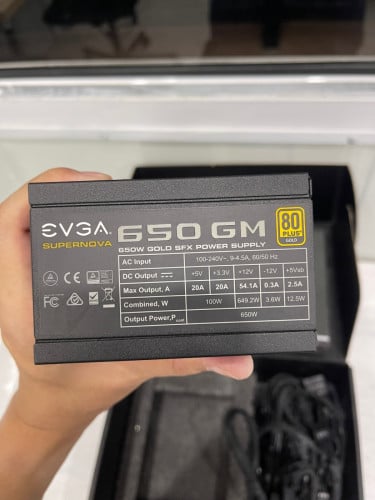 EVGA
SUPERNOVA
650 GM
650W GOLD SFX POWER SUPPLY
80
PLUS
GOLD
AC Input 100-240V~, 9-4.5A, 60/50 Hz
DC Output +5V +3.3V +12V -12V +5Vsb
Max Output, A 20A 20A 54.1A 0.3A 2.5A
Combined, W 100W 649.2W 3.6W 12.5W
Output Power, Pcont 650W